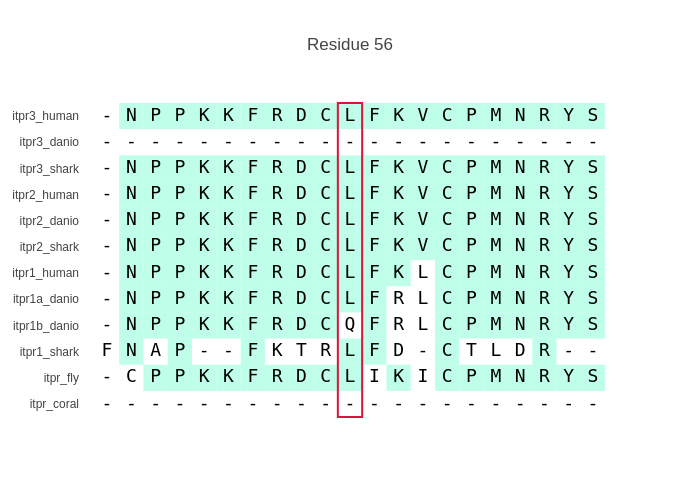 Residue 56
itpr3_human - N P P K K F R D C L F K V C P M N R Y S
itpr3_danio - - - - - - - - - - - - - - - - - - - - -
itpr3_shark - N P P K K F R D C L F K V C P M N R Y S
itpr2_human - N P P K K F R D C L F K V C P M N R Y S
itpr2_danio - N P P K K F R D C L F K V C P M N R Y S
itpr2_shark - N P P K K F R D C L F K V C P M N R Y S
itpr1_human - N P P K K F R D C L F K L C P M N R Y S
itpr1a_danio - N P P K K F R D C L F R L C P M N R Y S
itpr1b_danio - N P P K K F R D C Q F R L C P M N R Y S
itpr1_shark F N A P - - F K T R L F D - C T L D R - -
itpr_fly - C P P K K F R D C L I K I C P M N R Y S
itpr_coral - - - - - - - - - - - - - - - - - - - - -